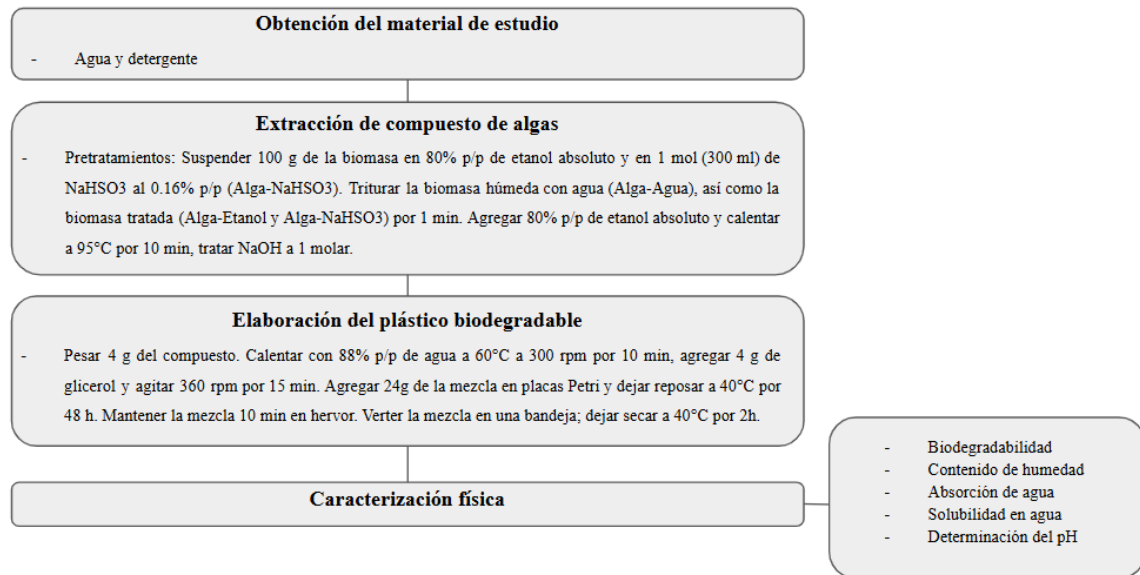 Obtención del material de estudio
- Agua y detergente
Extracción de compuesto de algas
- Pretratamientos: Suspender 100 g de la biomasa en 80% p/p de etanol absoluto y en 1 mol (300 ml) de
NaHSO3 al 0.16% p/p (Alga-NaHSO3). Triturar la biomasa húmeda con agua (Alga-Agua), así como la
biomasa tratada (Alga-Etanol y Alga-NaHSO3) por 1 min. Agregar 80% p/p de etanol absoluto y calentar
a 95°C por 10 min, tratar NaOH a 1 molar.
Elaboración del plástico biodegradable
- Pesar 4 g del compuesto. Calentar con 88% p/p de agua a 60°C a 300 rpm por 10 min, agregar 4 g de
glicerol y agitar 360 rpm por 15 min. Agregar 24g de la mezcla en placas Petri y dejar reposar a 40°C por
48 h. Mantener la mezcla 10 min en hervor. Verter la mezcla en una bandeja; dejar secar a 40°C por 2h.
Caracterización física
- Biodegradabilidad
- Contenido de humedad
- Absorción de agua
- Solubilidad en agua
- Determinación del pH